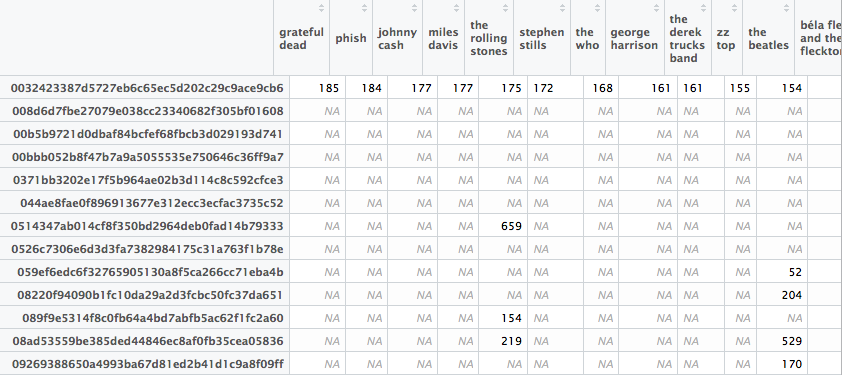 grateful dead phish johnny cash miles davis the rolling stones stephen stills the who george harrison the derek trucks band zz top the beatles béla fle and the flecktor
0032423387d5727eb6c65ec5d202c29c9ace9cb6 185 184 177 177 175 172 168 161 161 155 154
008d6d7fbe27079e038cc23340682f305bf01608 NA NA NA NA NA NA NA NA NA NA NA
00b5b9721d0dbaf84bcfef68fbcb3d029193d741 NA NA NA NA NA NA NA NA NA NA NA
00bbb052b8f47b7a9a5055535e750646c36ff9a7 NA NA NA NA NA NA NA NA NA NA NA
0371bb3202e17f5b964ae02b3d114c8c592cfce3 NA NA NA NA NA NA NA NA NA NA NA
044ae8fae0f896913677e312ecc3ecfac3735c52 NA NA NA NA NA NA NA NA NA NA NA
0514347ab014cf8f350bd2964deb0fad14b79333 NA NA NA NA 659 NA NA NA NA NA NA
0526c7306e6d3d3fa7382984175c31a763f1b78e NA NA NA NA NA NA NA NA NA NA NA
059ef6edc6f32765905130a8f5ca266cc71eba4b NA NA NA NA NA NA NA NA NA NA 52
08220f94090b1fc10da29a2d3fcbc50fc37da651 NA NA NA NA NA NA NA NA NA NA 204
089f9e5314f8c0fb64a4bd7abfb5ac62f1fc2a60 NA NA NA NA 154 NA NA NA NA NA NA
08ad53559be385ded44846ec8af0fb35cea05836 NA NA NA NA 219 NA NA NA NA NA 529
09269388650a4993ba67d81ed2b41d1c9a8f09ff NA NA NA NA NA NA NA NA NA NA 170